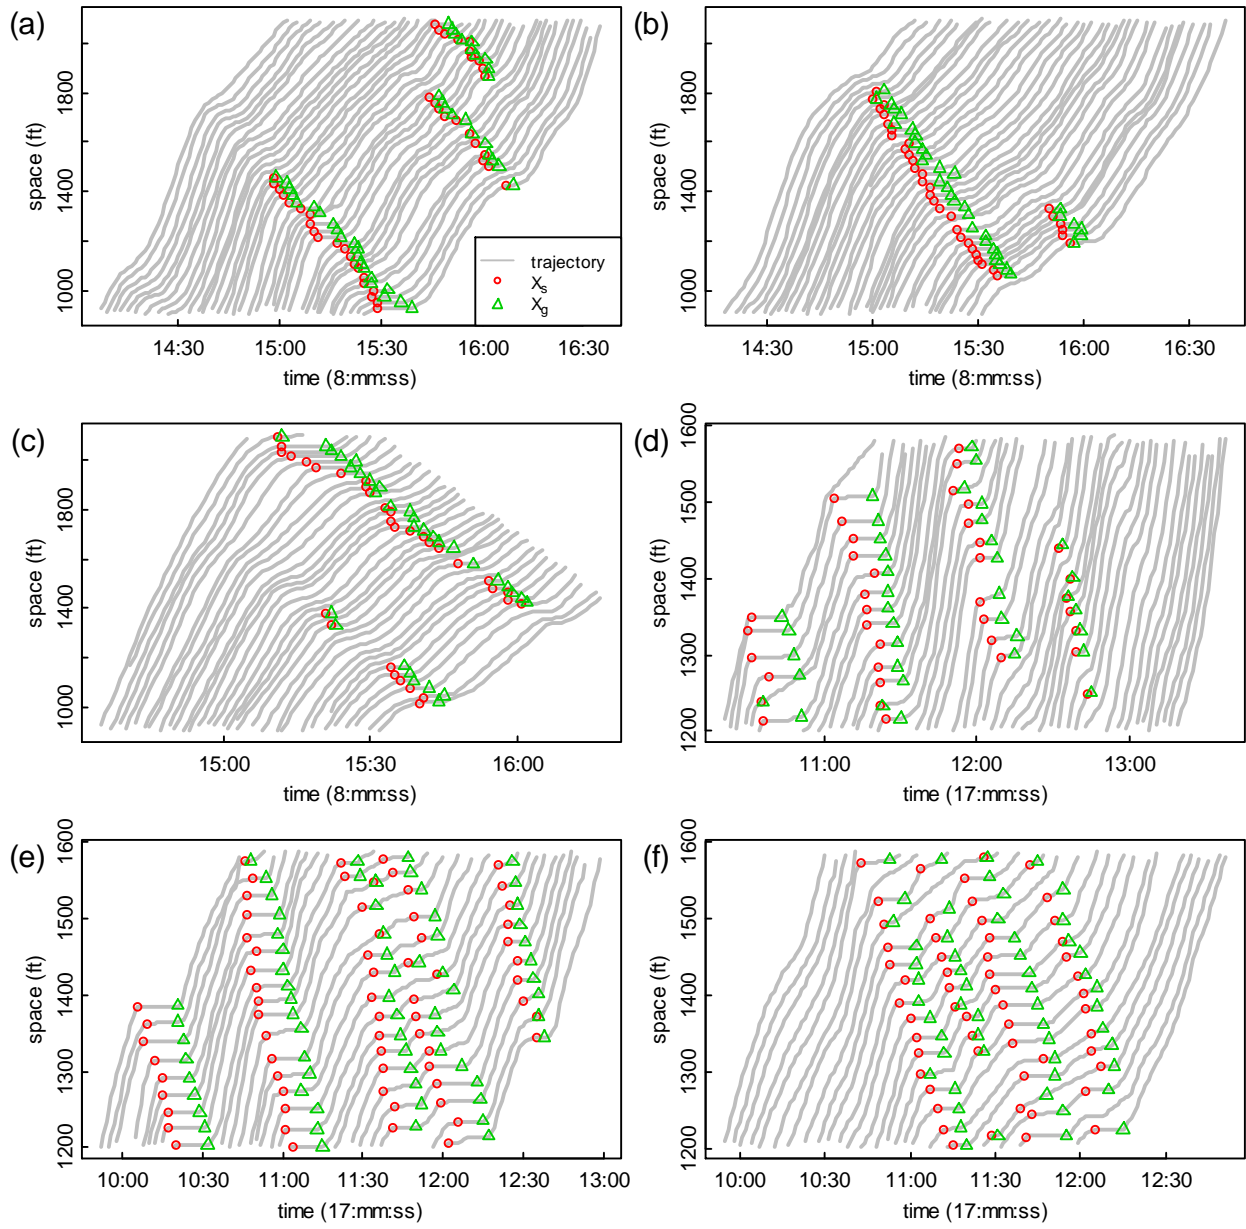 (a)
space (ft)
1000
1400
1800
14:30
15:00
15:30
16:00
16:30
time (8:mm:ss)
trajectory
Xs
Xg
(b)
space (ft)
1000
1400
1800
14:30
15:00
15:30
16:00
16:30
time (8:mm:ss)
(c)
space (ft)
1000
1400
1800
15:00
15:30
16:00
time (8:mm:ss)
(d)
space (ft)
1200
1300
1400
1500
1600
11:00
12:00
13:00
time (17:mm:ss)
(e)
space (ft)
1200
1300
1400
1500
1600
10:00
10:30
11:00
11:30
12:00
12:30
13:00
time (17:mm:ss)
(f)
space (ft)
1200
1300
1400
1500
1600
10:00
10:30
11:00
11:30
12:00
12:30
time (17:mm:ss)